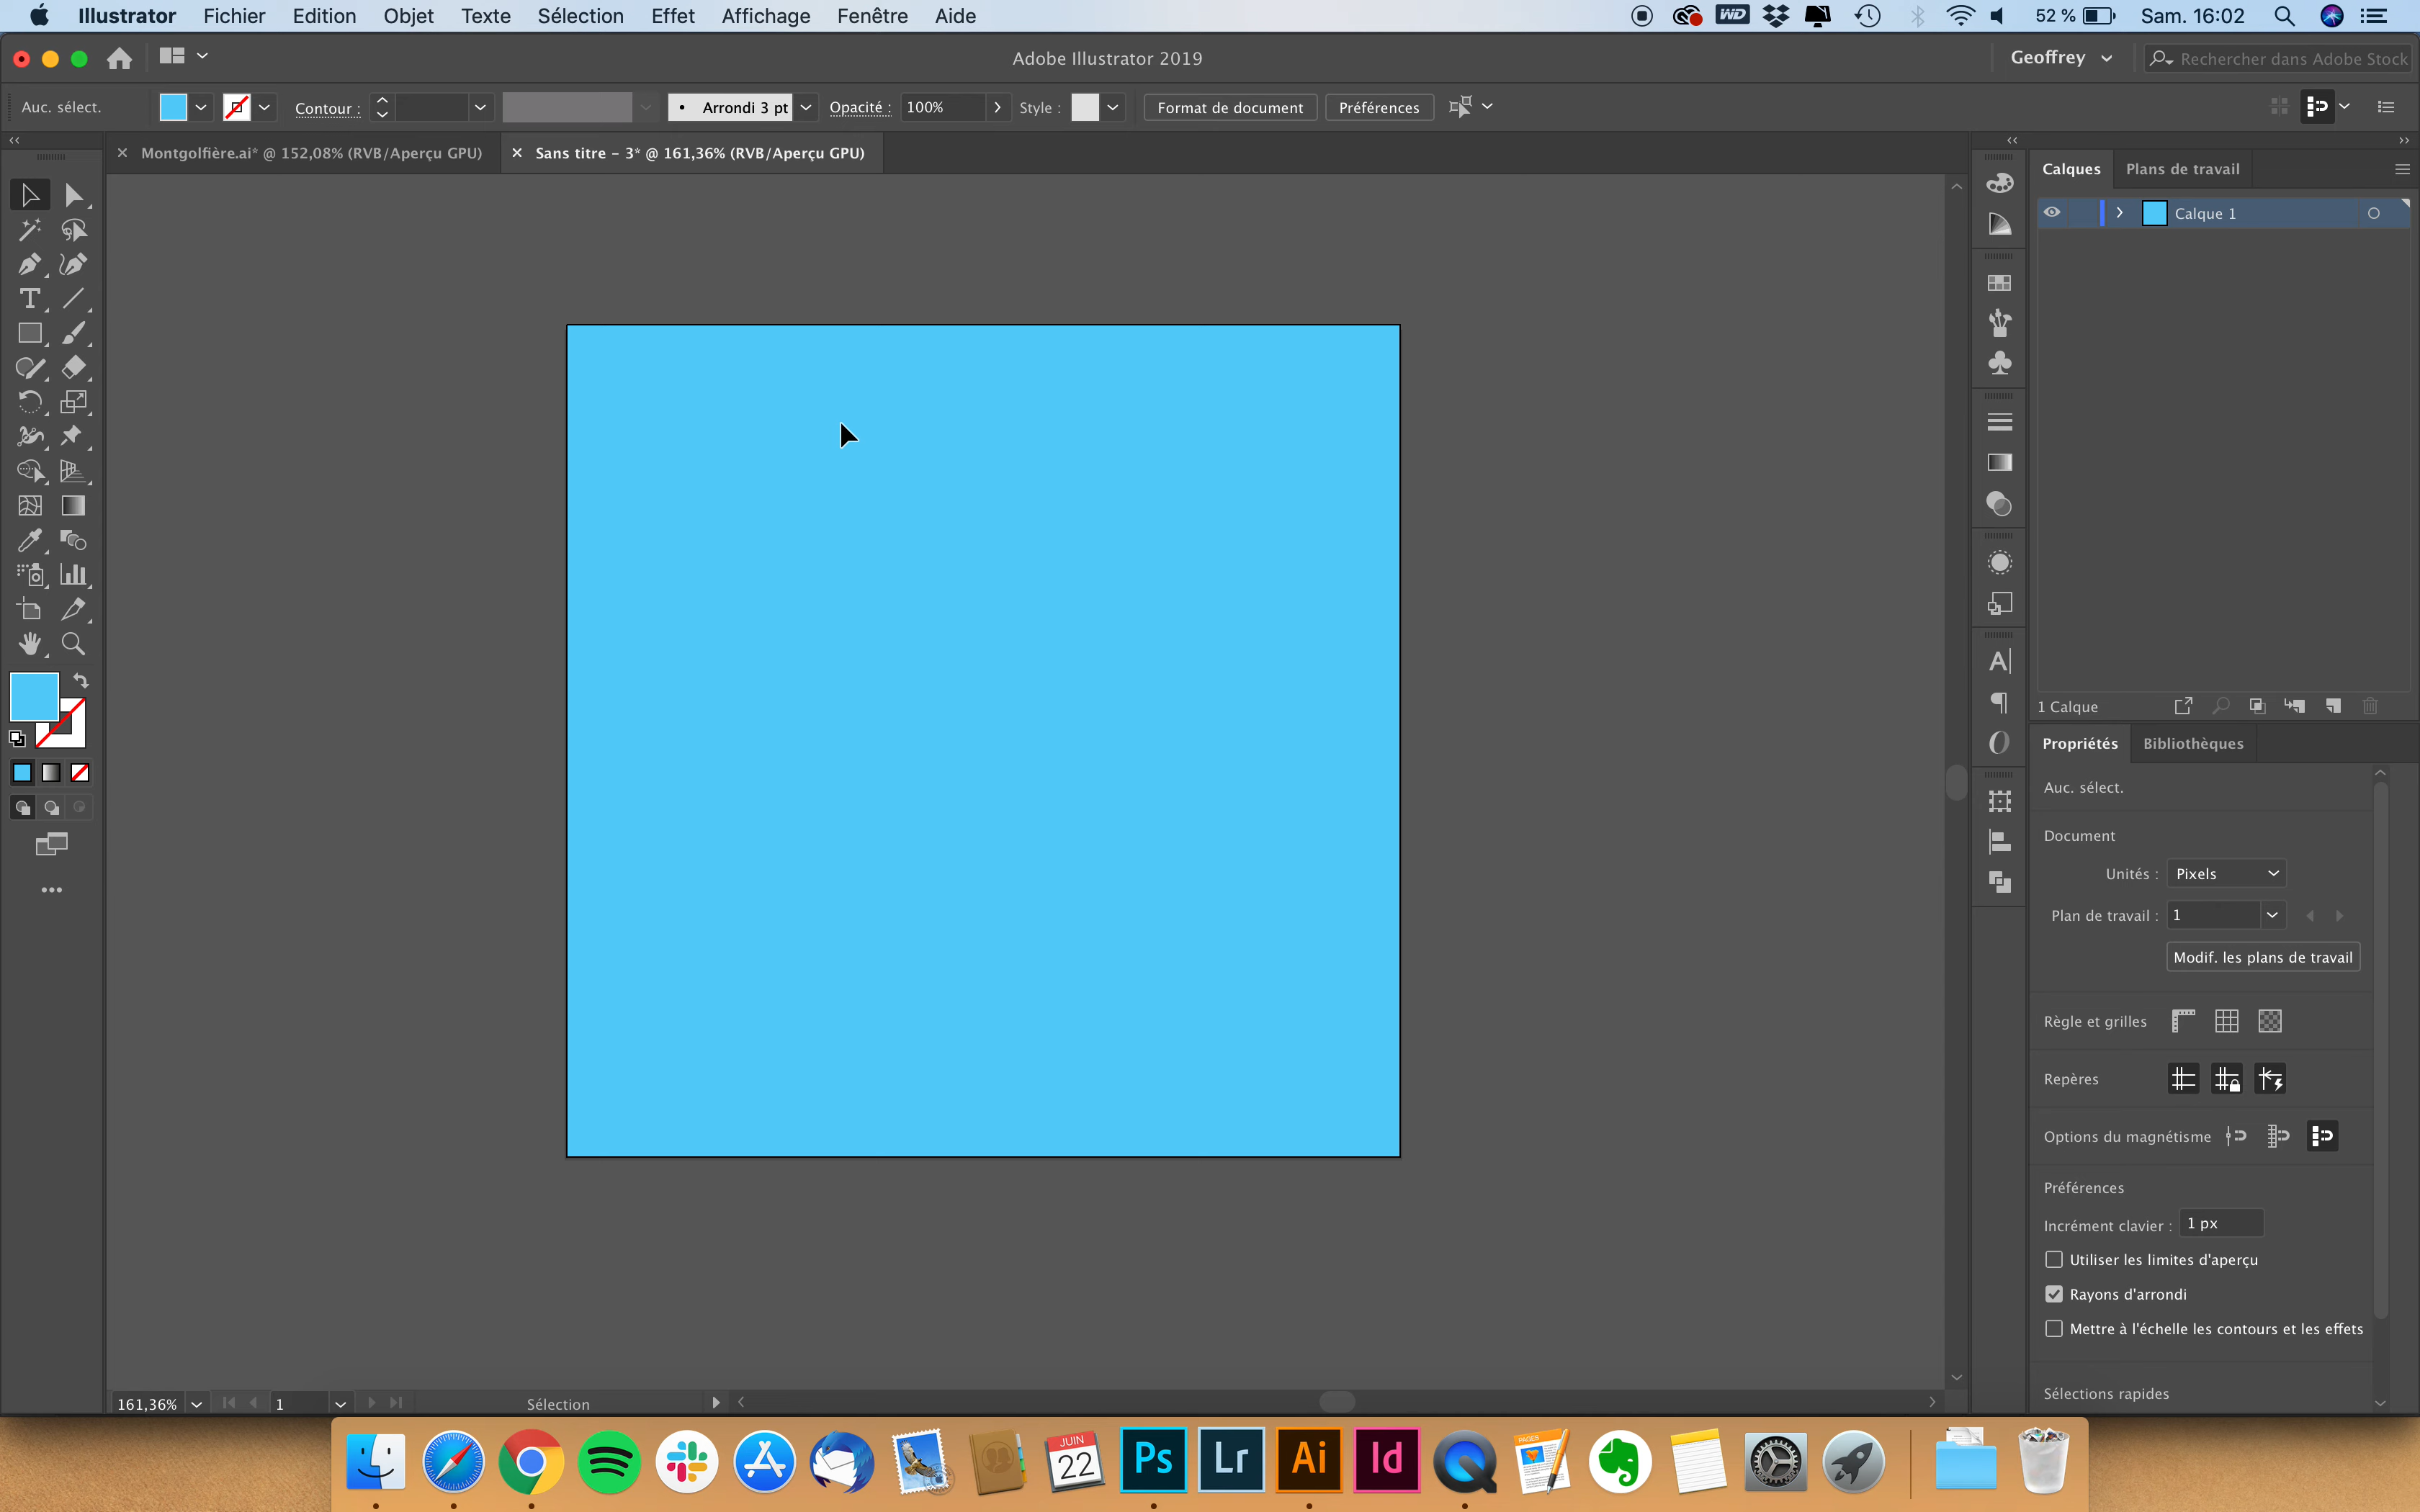 Illustrator Fichier Edition Objet Texte Sélection Effet Affichage Fenêtre Aide WD 52 % Sam. 16:02
Adobe Illustrator 2019 Geoffrey Rechercher dans Adobe Stock
Auc. sélect. Contour : Arrondi 3 pt Opacité : 100% Style : Format de document Préférences
Montgolfière.ai* @ 152,08% (RVB/Aperçu GPU) Sans titre - 3* @ 161,36% (RVB/Aperçu GPU)
Calques Plans de travail
Calque 1
1 Calque
Propriétés Bibliothèques
Auc. sélect.
Document
Unités : Pixels
Plan de travail : 1
Modif. les plans de travail
Règle et grilles
Repères
Options du magnétisme
Préférences
Incrément clavier : 1 px
Utiliser les limites d'aperçu
Rayons d'arrondi
Mettre à l'échelle les contours et les effets
Sélections rapides
161,36% 1 Sélection
JUIN
22
Ps Lr Ai Id
PAGES